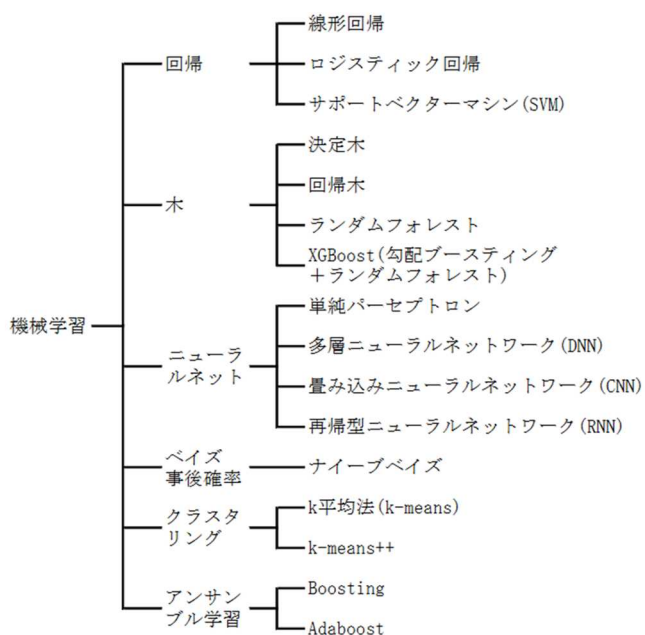 機械学習
回帰
線形回帰
ロジスティック回帰
サポートベクターマシン(SVM)
木
決定木
回帰木
ランダムフォレスト
XGBoost(勾配ブースティング
＋ランダムフォレスト)
ニューラ
ルネット
単純パーセプトロン
多層ニューラルネットワーク(DNN)
畳み込みニューラルネットワーク(CNN)
再帰型ニューラルネットワーク(RNN)
ベイズ
事後確率
ナイーブベイズ
クラスタ
リング
k平均法(k-means)
k-means++
アンサン
ブル学習
Boosting
Adaboost